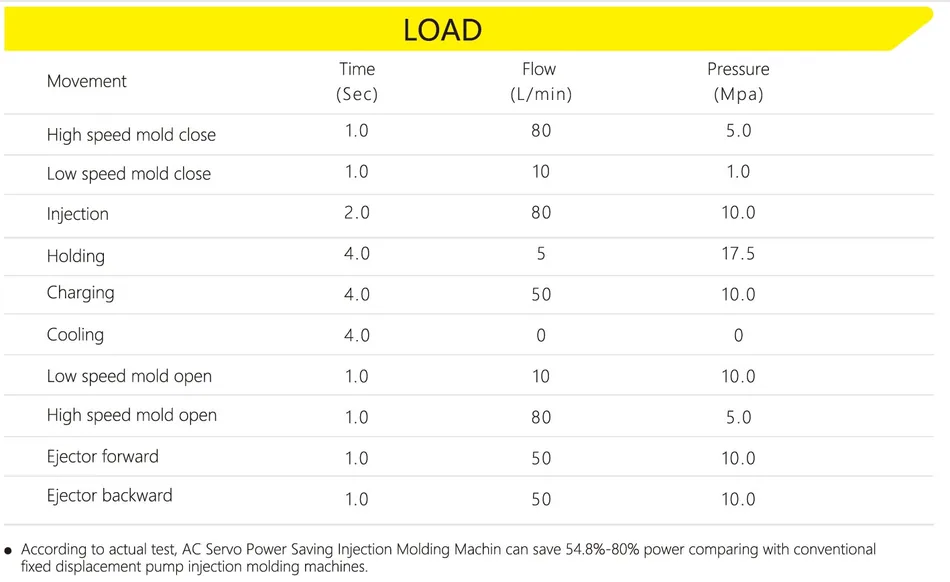 LOAD
Movement Time (Sec) Flow (L/min) Pressure (Mpa)
High speed mold close 1.0 80 5.0
Low speed mold close 1.0 10 1.0
Injection 2.0 80 10.0
Holding 4.0 5 17.5
Charging 4.0 50 10.0
Cooling 4.0 0 0
Low speed mold open 1.0 10 10.0
High speed mold open 1.0 80 5.0
Ejector forward 1.0 50 10.0
Ejector backward 1.0 50 10.0
● According to actual test, AC Servo Power Saving Injection Molding Machin can save 54.8%-80% power comparing with conventional
fixed displacement pump injection molding machines.